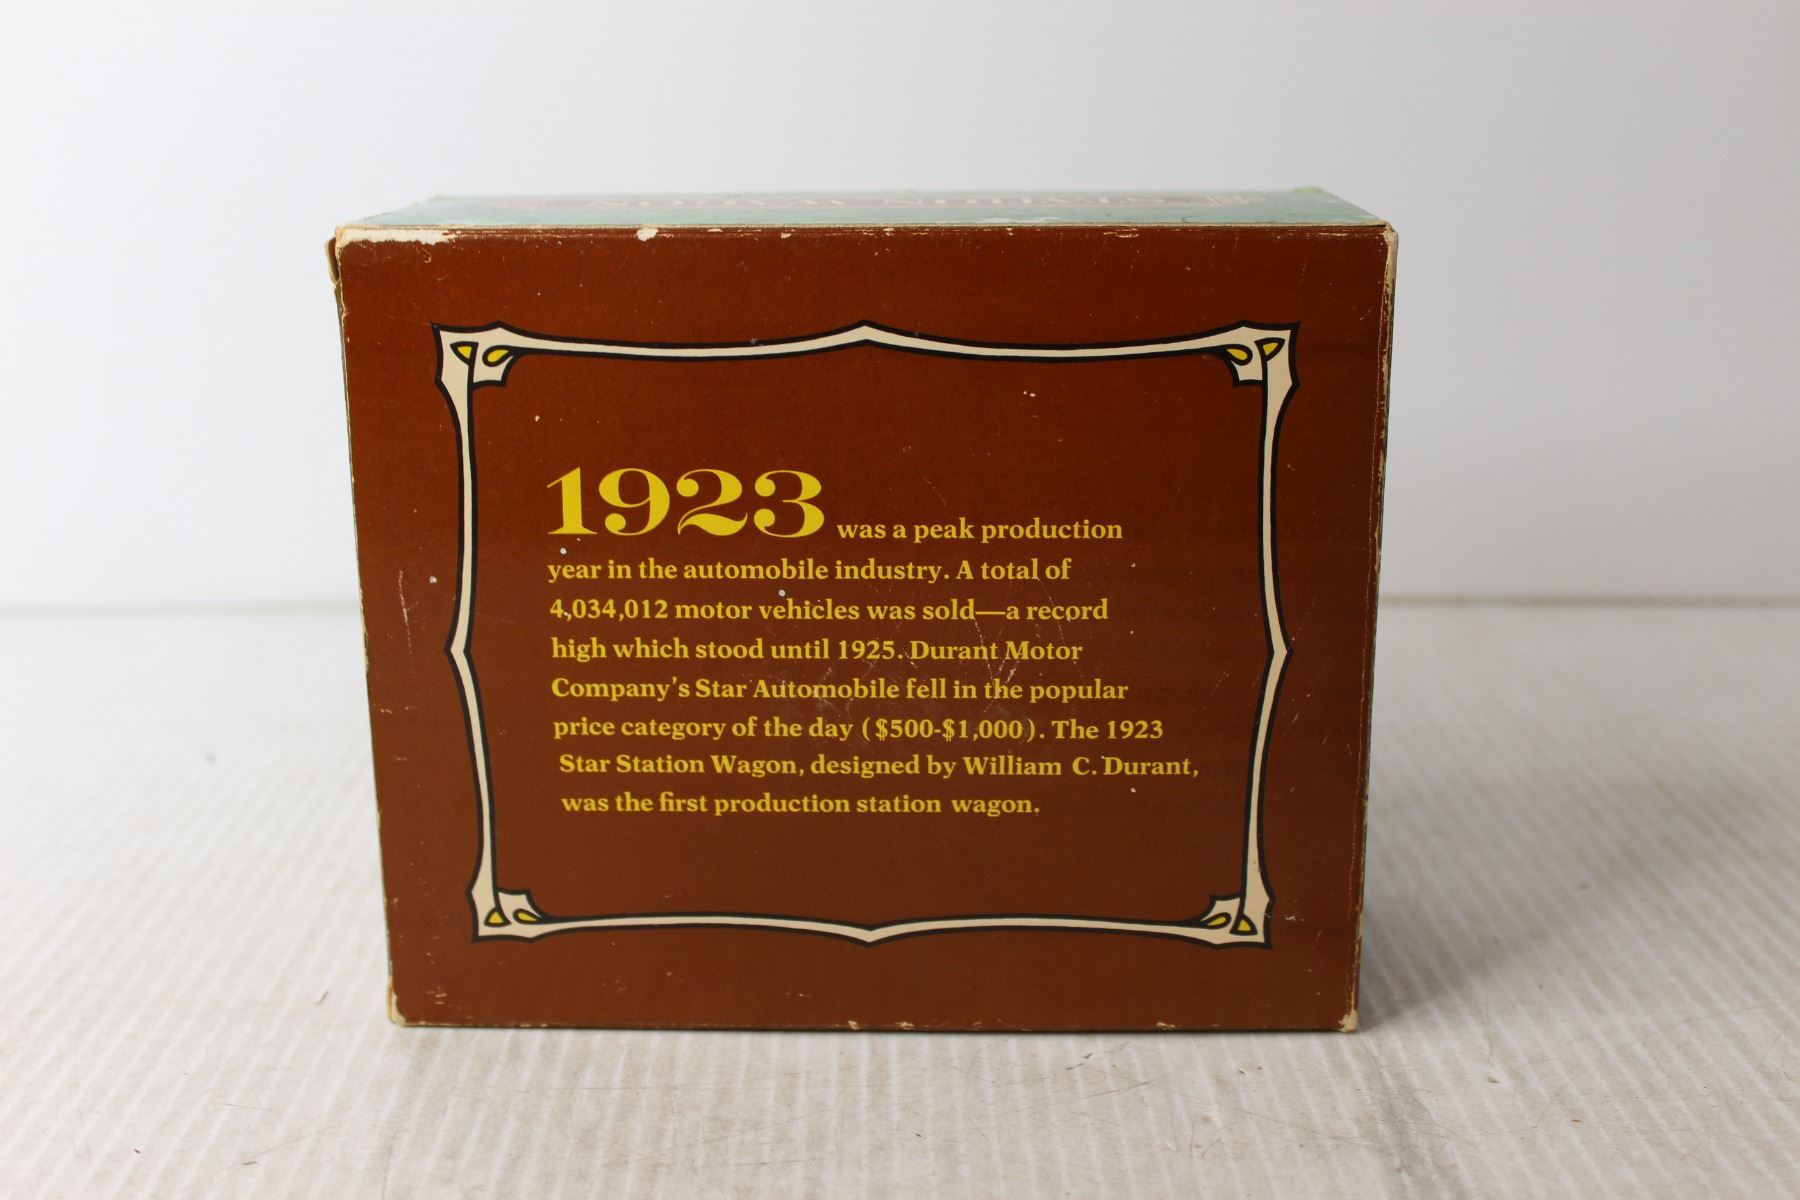 STATION WAGON
1923 was a peak production
year in the automobile industry. A total of
4,034,012 motor vehicles was sold—a record
high which stood until 1925. Durant Motor
Company's Star Automobile fell in the popular
price category of the day ($500-$1,000). The 1923
Star Station Wagon, designed by William C. Durant,
was the first production station wagon.